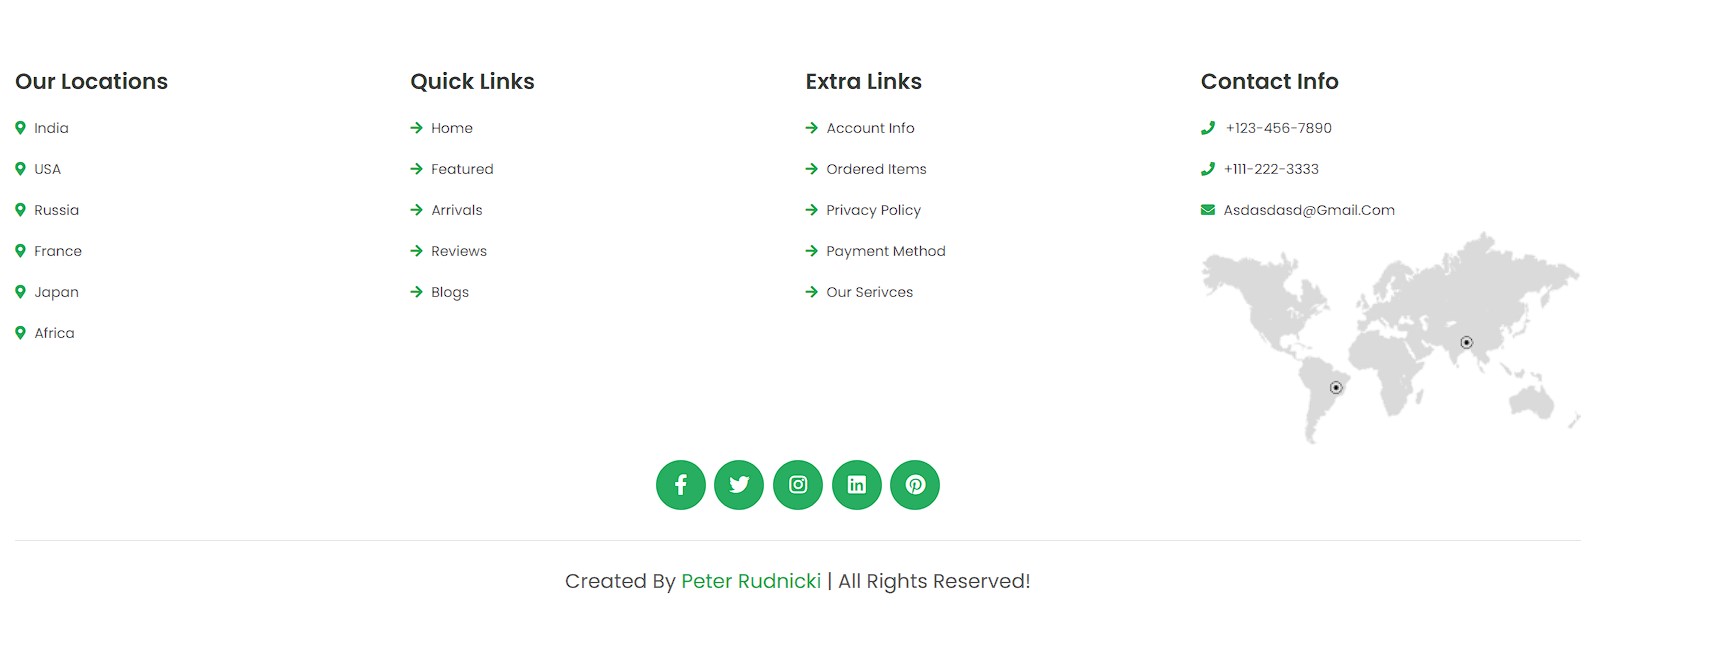 Our Locations
India
USA
Russia
France
Japan
Africa
Quick Links
Home
Featured
Arrivals
Reviews
Blogs
Extra Links
Account Info
Ordered Items
Privacy Policy
Payment Method
Our Serivces
Contact Info
+123-456-7890
+111-222-3333
Asdasdasd@Gmail.Com
Created By Peter Rudnicki | All Rights Reserved!